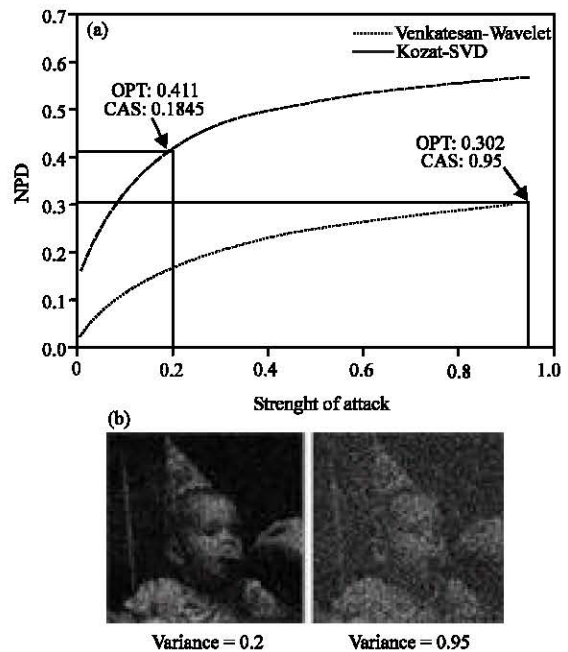 (a)
Venkatesan-Wavelet
Kozat-SVD
OPT: 0.411
CAS: 0.1845
OPT: 0.302
CAS: 0.95
NPD
0.7
0.6
0.5
0.4
0.3
0.2
0.1
0.0
0 0.2 0.4 0.6 0.8 1.0
Strenght of attack
(b)
Variance = 0.2 Variance = 0.95